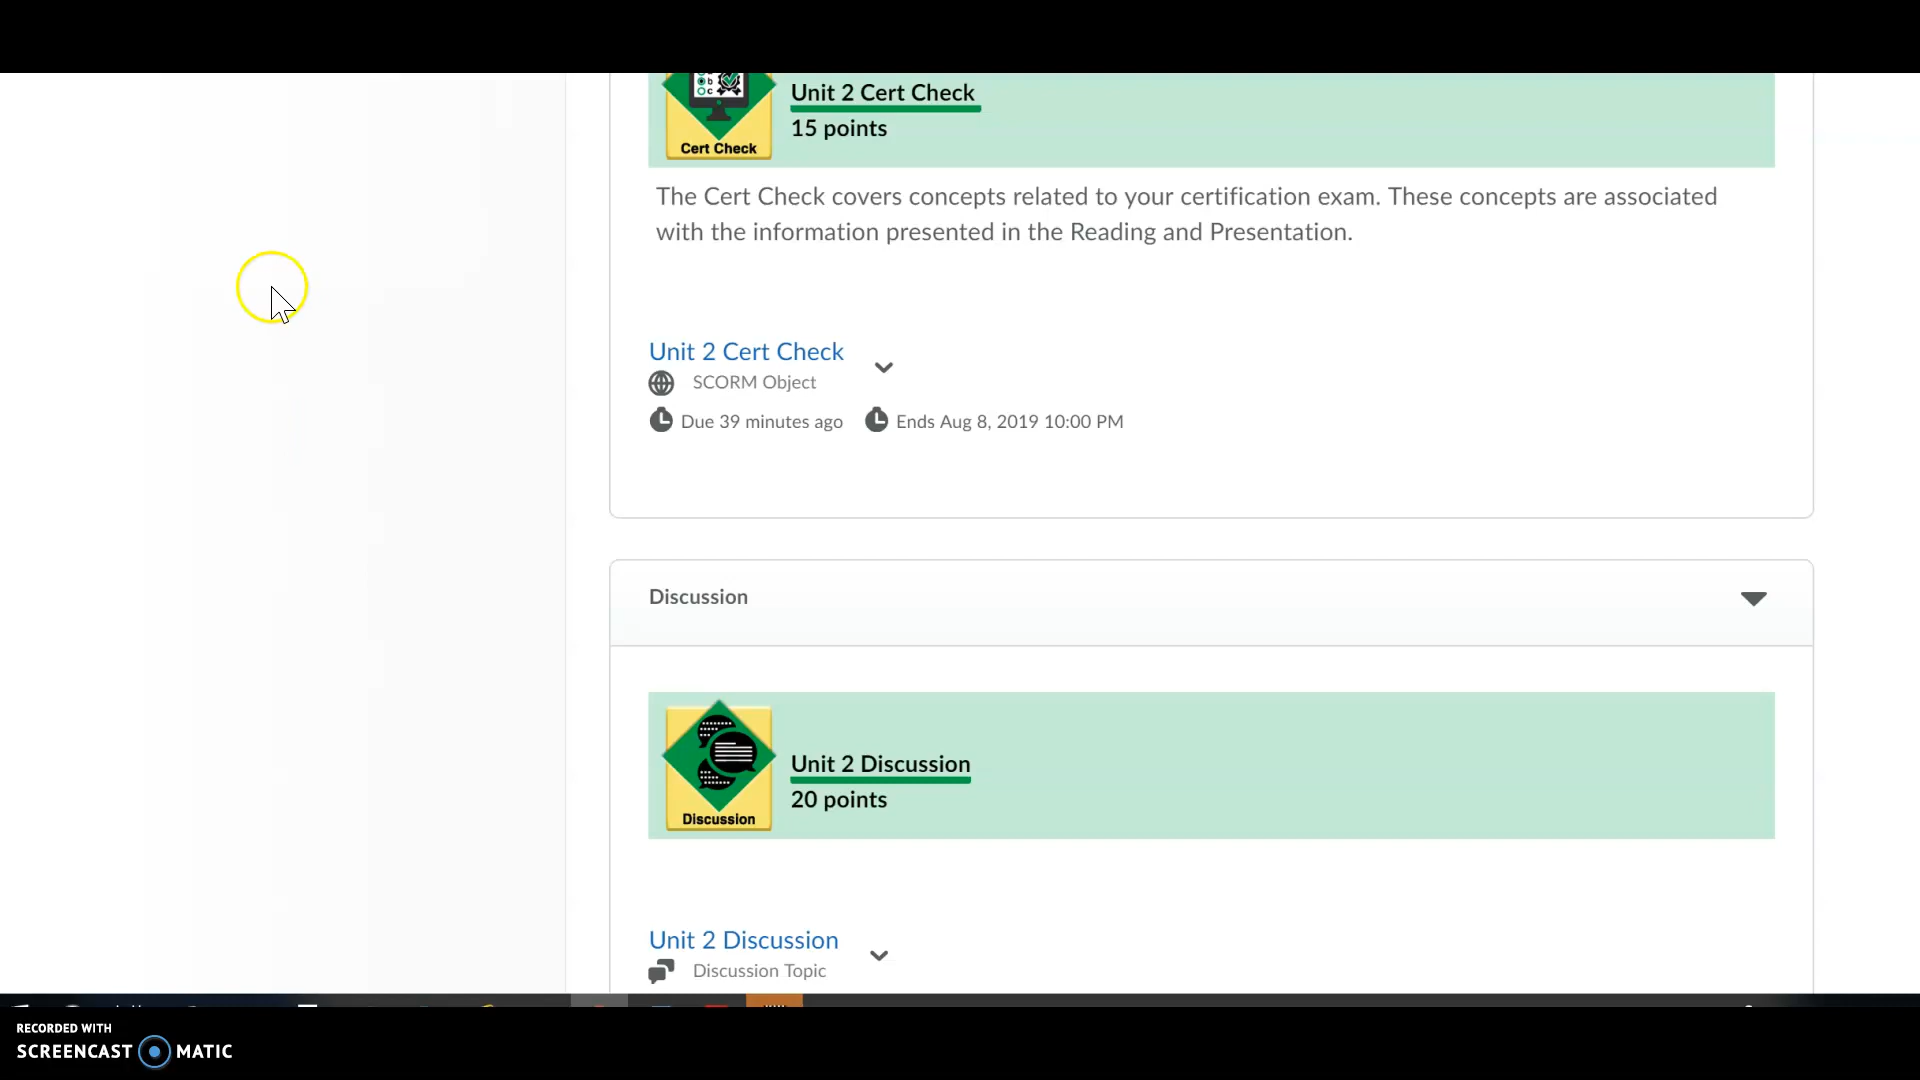 Unit 2 Cert Check
15 points
Cert Check
The Cert Check covers concepts related to your certification exam. These concepts are associated
with the information presented in the Reading and Presentation.
Unit 2 Cert Check
SCORM Object
Due 39 minutes ago
Ends Aug 8, 2019 10:00 PM
Discussion
Unit 2 Discussion
20 points
Discussion
Unit 2 Discussion
Discussion Topic
RECORDED WITH
SCREENCAST MATIC